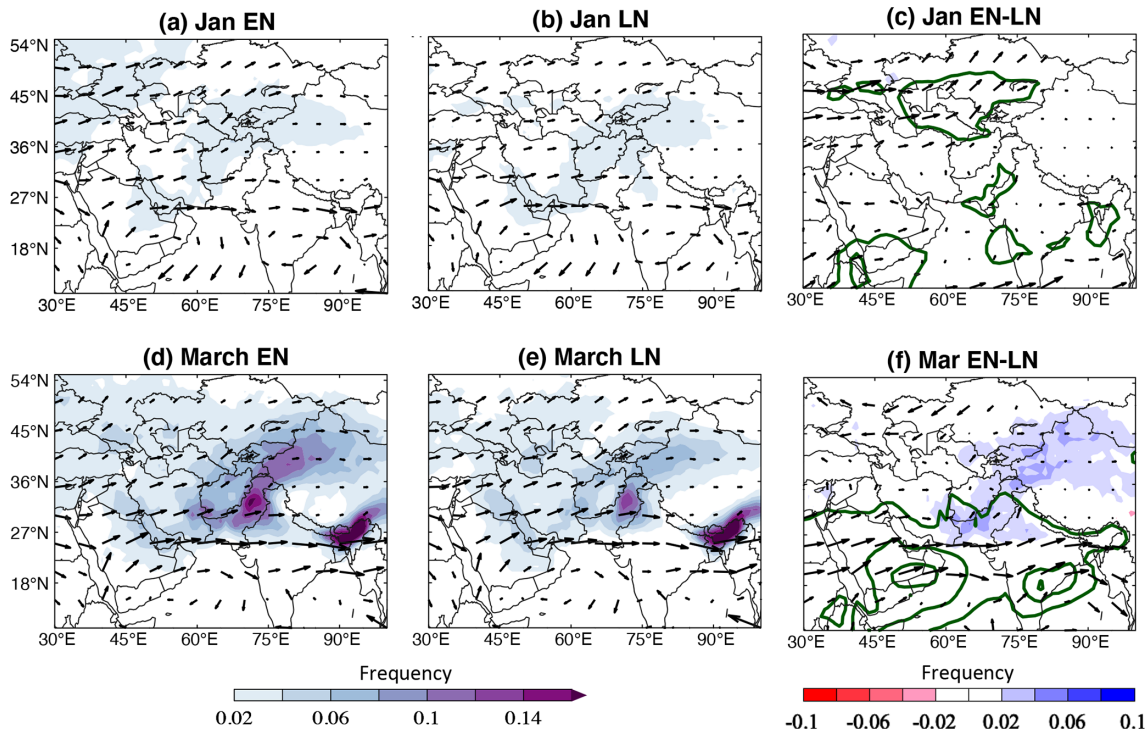 (a) Jan EN
(b) Jan LN
(c) Jan EN-LN
54°N
45°N
36°N
27°N
18°N
30°E 45°E 60°E 75°E 90°E
30°E 45°E 60°E 75°E 90°E
30°E 45°E 60°E 75°E 90°E
(d) March EN
(e) March LN
(f) Mar EN-LN
54°N
45°N
36°N
27°N
18°N
30°E 45°E 60°E 75°E 90°E
30°E 45°E 60°E 75°E 90°E
30°E 45°E 60°E 75°E 90°E
Frequency
0.02 0.06 0.1 0.14
Frequency
-0.1 -0.06 -0.02 0.02 0.06 0.1